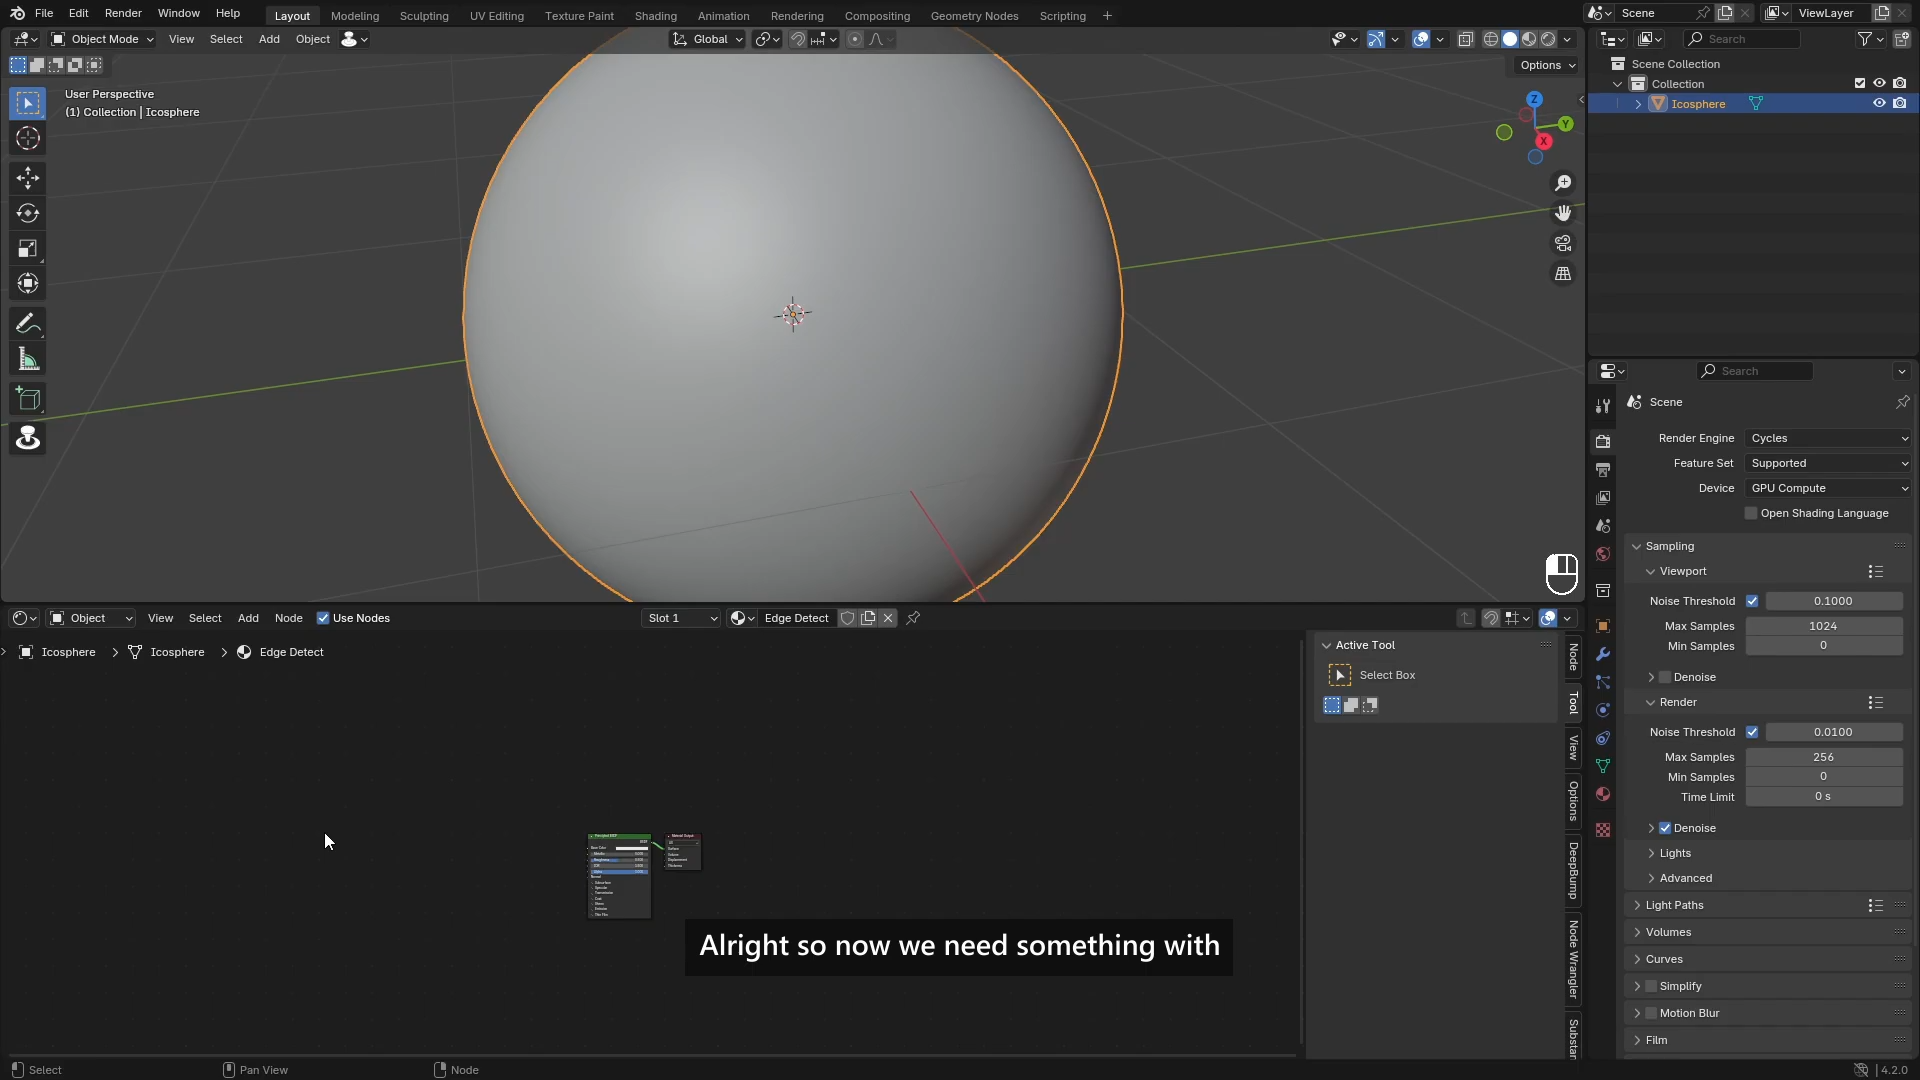 File Edit Render Window Help Layout Modeling Sculpting UV Editing Texture Paint Shading Animation Rendering Compositing Geometry Nodes Scripting + Scene ViewLayer
Object Mode View Select Add Object Global Search
Options
User Perspective
(1) Collection | Icosphere
Z
Y
X
Scene Collection
Collection
Icosphere
Search
Scene
Render Engine Cycles
Feature Set Supported
Device GPU Compute
Open Shading Language
Sampling
Viewport
Noise Threshold 0.1000
Max Samples 1024
Min Samples 0
Denoise
Render
Noise Threshold 0.0100
Max Samples 256
Min Samples 0
Time Limit 0 s
Denoise
Lights
Advanced
Light Paths
Volumes
Curves
Simplify
Motion Blur
Film
Object View Select Add Node Use Nodes Slot 1 Edge Detect
Icosphere > Icosphere > Edge Detect
Active Tool
Select Box
Node
Tool
View
Options
DeepBump
Node Wrangler
Substan
Principled BSDF
Material Output
Alright so now we need something with
Select Pan View Node 4.2.0